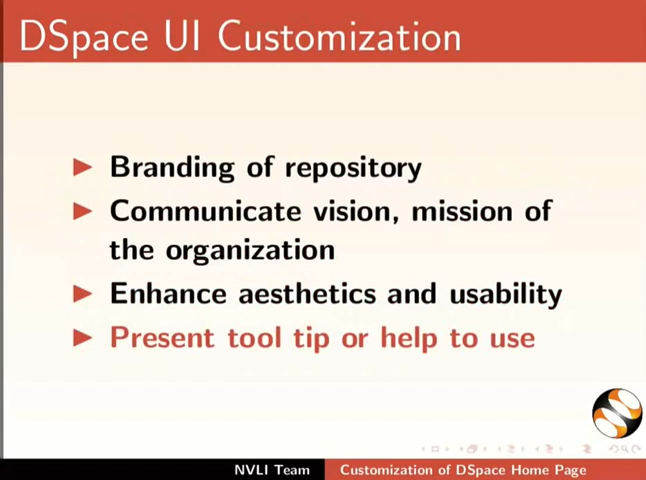 DSpace UI Customization
Branding of repository
Communicate vision, mission of
the organization
Enhance aesthetics and usability
Present tool tip or help to use
NVLI Team
Customization of DSpace Home Page